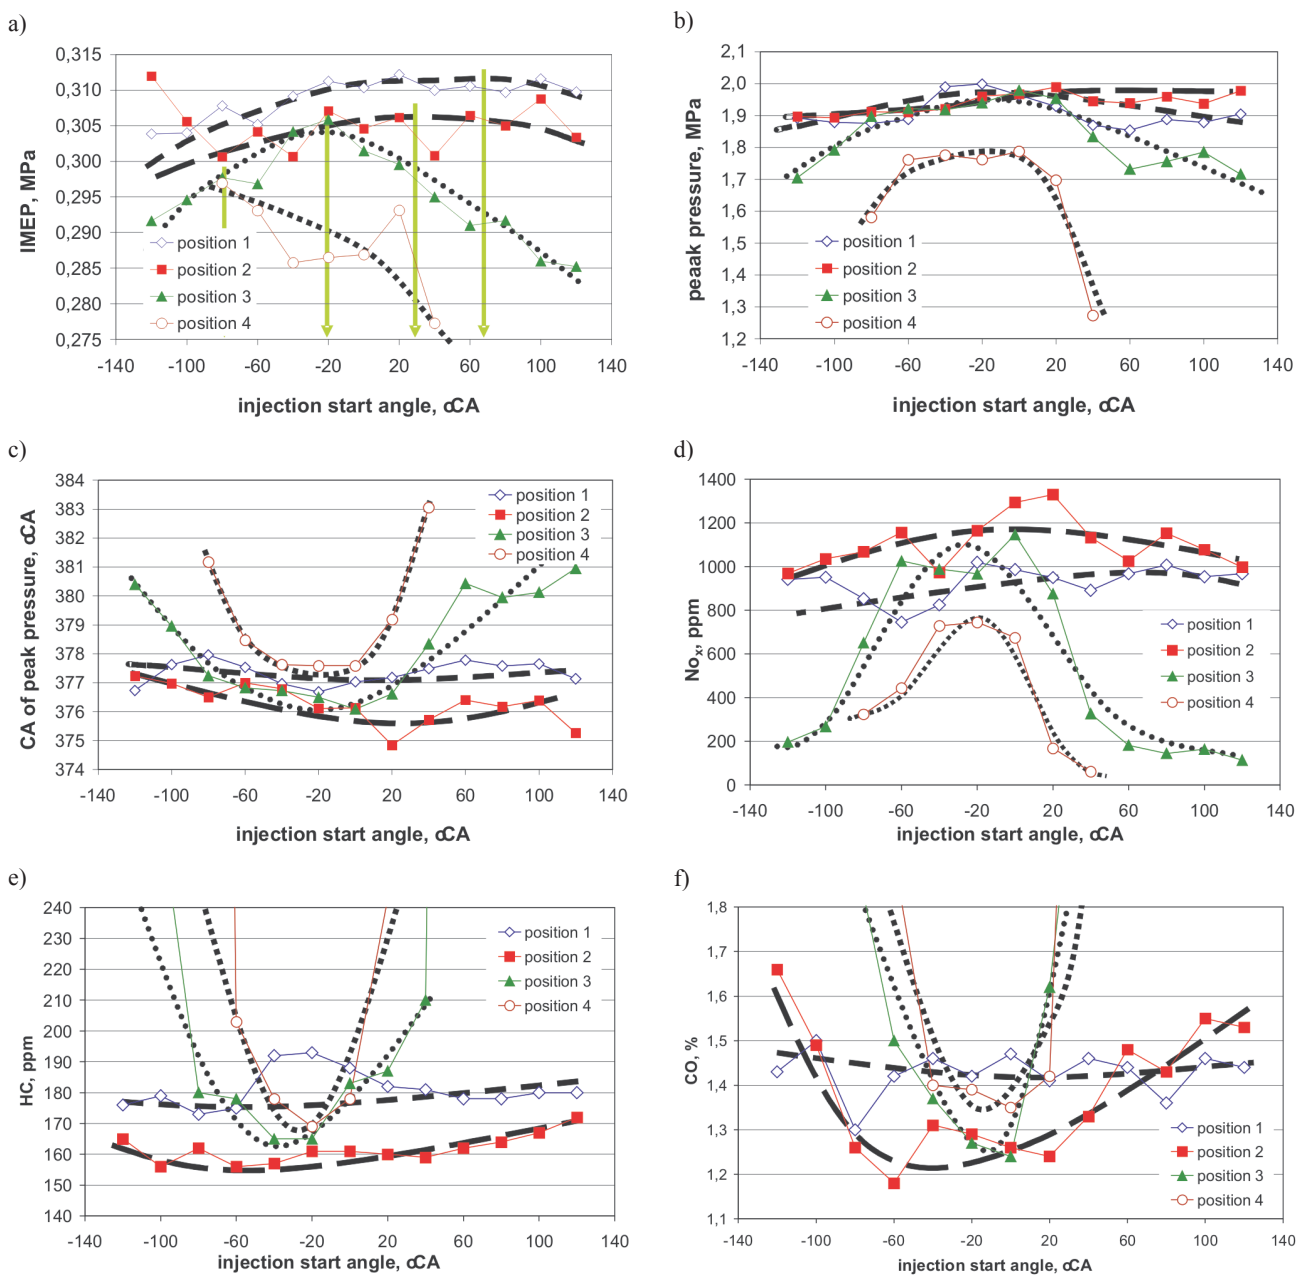 a)
0,315
0,310
0,305
0,300
0,295
0,290
0,285
0,280
0,275
IMEP, MPa
position 1
position 2
position 3
position 4
-140 -100 -60 -20 20 60 100 140
injection start angle, αCA
b)
2,1
2,0
1,9
1,8
1,7
1,6
1,5
1,4
1,3
1,2
peaak pressure, MPa
position 1
position 2
position 3
position 4
-140 -100 -60 -20 20 60 100 140
injection start angle, αCA
c)
384
383
382
381
380
379
378
377
376
375
374
CA of peak pressure, αCA
position 1
position 2
position 3
position 4
-140 -100 -60 -20 20 60 100 140
injection start angle, αCA
d)
1400
1200
1000
800
600
400
200
0
Nox, ppm
position 1
position 2
position 3
position 4
-140 -100 -60 -20 20 60 100 140
injection start angle, αCA
e)
240
230
220
210
200
190
180
170
160
150
140
HC, ppm
position 1
position 2
position 3
position 4
-140 -100 -60 -20 20 60 100 140
injection start angle, αCA
f)
1,8
1,7
1,6
1,5
1,4
1,3
1,2
1,1
CO, %
position 1
position 2
position 3
position 4
-140 -100 -60 -20 20 60 100 140
injection start angle, αCA